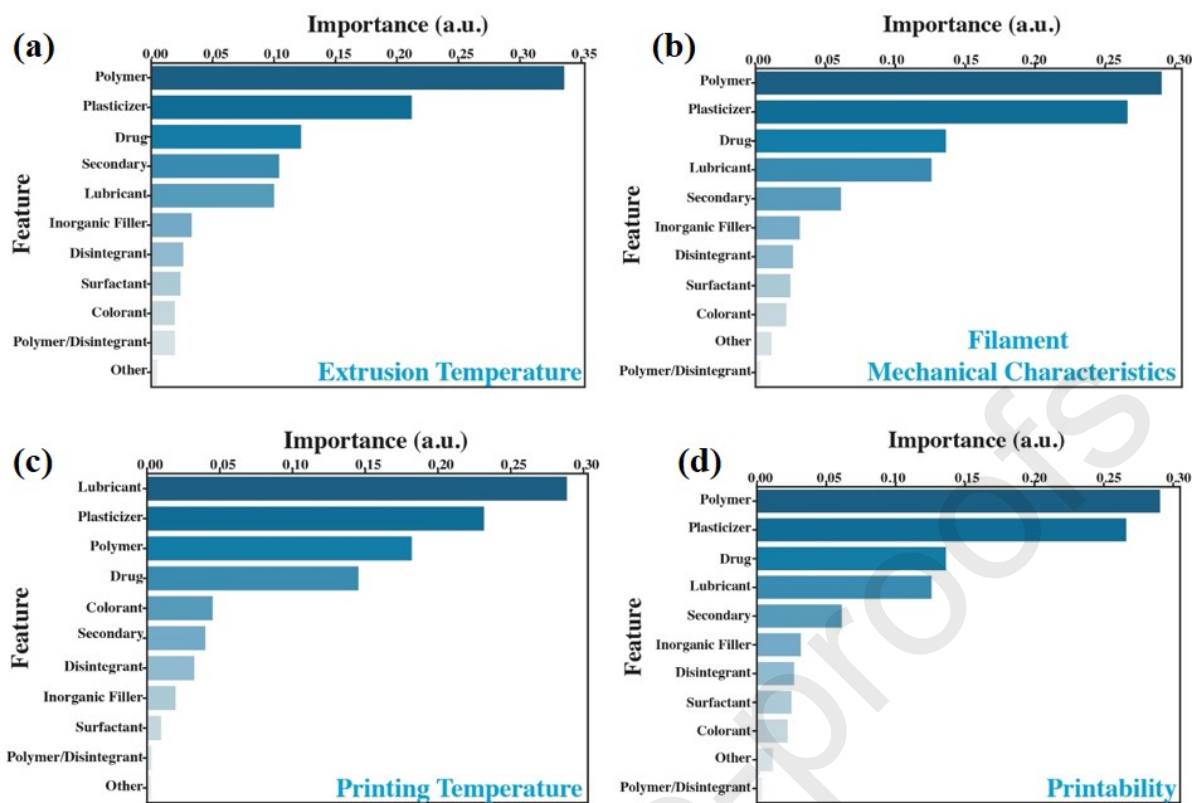 (a)
Importance (a.u.)
0,00 0,05 0,10 0,15 0,20 0,25 0,30 0,35
Feature
Polymer
Plasticizer
Drug
Secondary
Lubricant
Inorganic Filler
Disintegrant
Surfactant
Colorant
Polymer/Disintegrant
Other
Extrusion Temperature
(b)
Importance (a.u.)
0,00 0,05 0,10 0,15 0,20 0,25 0,30
Feature
Polymer
Plasticizer
Drug
Lubricant
Secondary
Inorganic Filler
Disintegrant
Surfactant
Colorant
Other
Polymer/Disintegrant
Filament
Mechanical Characteristics
(c)
Importance (a.u.)
0,00 0,05 0,10 0,15 0,20 0,25 0,30
Feature
Lubricant
Plasticizer
Polymer
Drug
Colorant
Secondary
Disintegrant
Inorganic Filler
Surfactant
Polymer/Disintegrant
Other
Printing Temperature
(d)
Importance (a.u.)
0,00 0,05 0,10 0,15 0,20 0,25 0,30
Feature
Polymer
Plasticizer
Drug
Lubricant
Secondary
Inorganic Filler
Disintegrant
Surfactant
Colorant
Other
Polymer/Disintegrant
Printability
-proofs